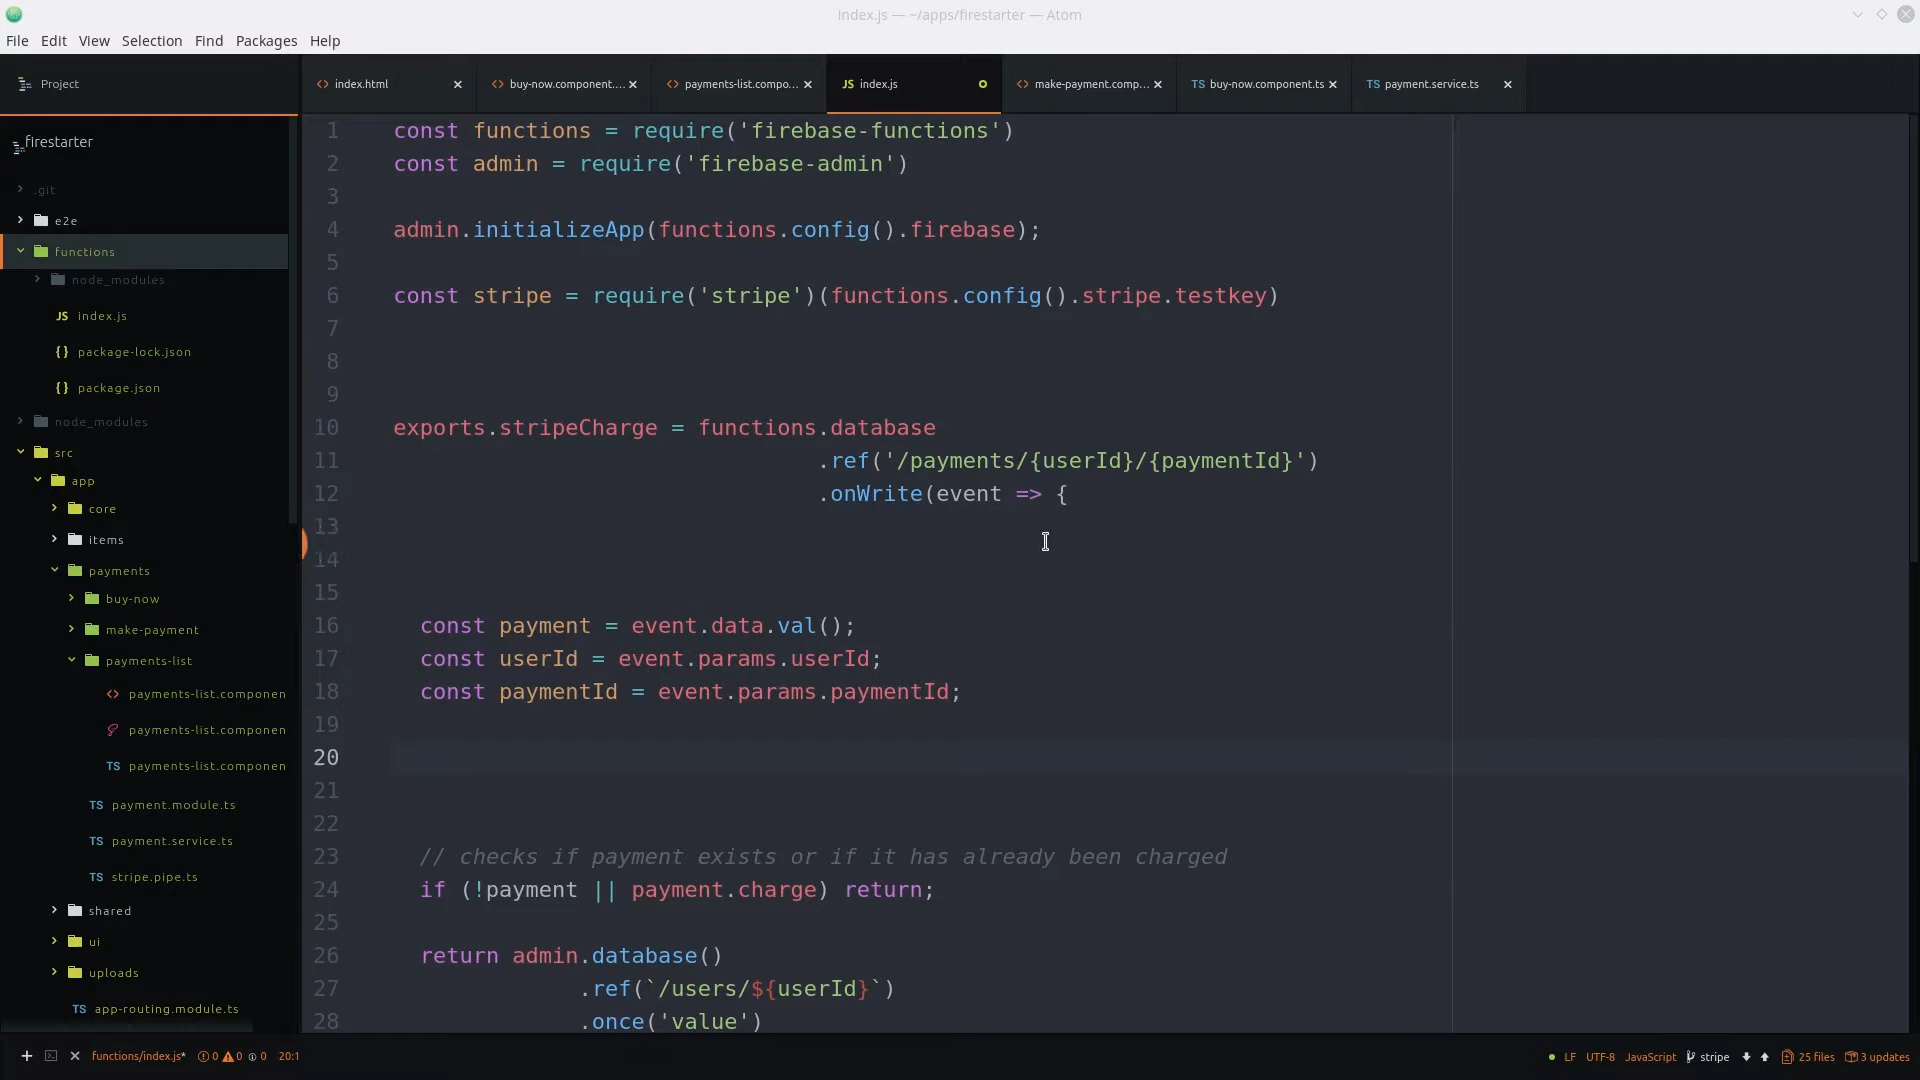 index.js — ~/apps/firestarter — Atom
File Edit View Selection Find Packages Help
Project
index.html
buy-now.component....
payments-list.compo...
JS index.js
make-payment.comp...
TS buy-now.component.ts
TS payment.service.ts
firestarter
.git
e2e
functions
node_modules
JS index.js
{} package-lock.json
{} package.json
node_modules
src
app
core
items
payments
buy-now
make-payment
payments-list
<> payments-list.componen
payments-list.componen
TS payments-list.componen
TS payment.module.ts
TS payment.service.ts
TS stripe.pipe.ts
shared
ui
uploads
TS app-routing.module.ts
1 const functions = require('firebase-functions')
2 const admin = require('firebase-admin')
3
4 admin.initializeApp(functions.config().firebase);
5
6 const stripe = require('stripe')(functions.config().stripe.testkey)
7
8
9
10 exports.stripeCharge = functions.database
11 .ref('/payments/{userId}/{paymentId}')
12 .onWrite(event => {
13
14
15
16 const payment = event.data.val();
17 const userId = event.params.userId;
18 const paymentId = event.params.paymentId;
19
20
21
22
23 // checks if payment exists or if it has already been charged
24 if (!payment || payment.charge) return;
25
26 return admin.database()
27 .ref(`/users/${userId}`)
28 .once('value')
functions/index.js* 0 0 0 20:1
LF UTF-8 JavaScript stripe 25 files 3 updates